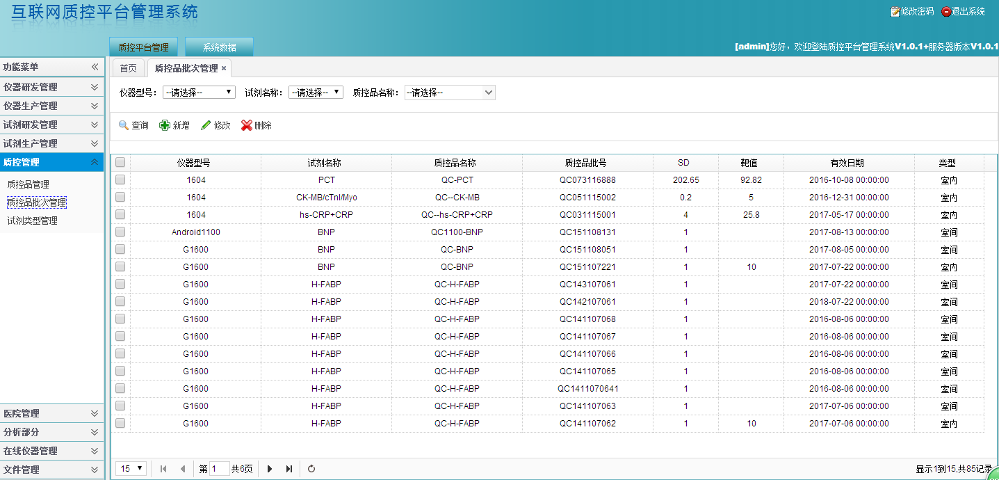 互联网质控平台管理系统
修改密码 退出系统
质控平台管理 系统数据
[admin]您好，欢迎登陆质控平台管理系统V1.0.1+服务器版本V1.0.1
功能菜单
仪器研发管理
仪器生产管理
试剂研发管理
试剂生产管理
质控管理
质控品管理
质控品批次管理
试剂类型管理
医院管理
分析部分
在线仪器管理
文件管理
首页 质控品批次管理 ×
仪器型号： --请选择-- 试剂名称： --请选择-- 质控品名称： --请选择--
查询 新增 修改 删除
仪器型号 试剂名称 质控品名称 质控品批号 SD 靶值 有效日期 类型
1604 PCT QC-PCT QC073116888 202.65 92.82 2016-10-08 00:00:00 室内
1604 CK-MB/cTnI/Myo QC--CK-MB QC051115002 0.2 5 2016-12-31 00:00:00 室内
1604 hs-CRP+CRP QC--hs-CRP+CRP QC031115001 4 25.8 2017-05-17 00:00:00 室内
Android1100 BNP QC1100-BNP QC151108131 1 2017-08-13 00:00:00 室间
G1600 BNP QC-BNP QC151108051 1 2017-08-05 00:00:00 室间
G1600 BNP QC-BNP QC151107221 1 10 2017-07-22 00:00:00 室内
G1600 H-FABP QC-H-FABP QC143107061 1 2017-07-22 00:00:00 室间
G1600 H-FABP QC-H-FABP QC142107061 1 2018-07-22 00:00:00 室间
G1600 H-FABP QC-H-FABP QC141107068 1 2016-08-06 00:00:00 室间
G1600 H-FABP QC-H-FABP QC141107067 1 2016-08-06 00:00:00 室间
G1600 H-FABP QC-H-FABP QC141107066 1 2016-08-06 00:00:00 室间
G1600 H-FABP QC-H-FABP QC141107065 1 2016-08-06 00:00:00 室间
G1600 H-FABP QC-H-FABP QC1411070641 1 2016-08-06 00:00:00 室间
G1600 H-FABP QC-H-FABP QC141107063 1 2017-07-06 00:00:00 室间
G1600 H-FABP QC-H-FABP QC141107062 1 10 2017-07-06 00:00:00 室内
15 第 1 共6页 显示1到15,共85记录